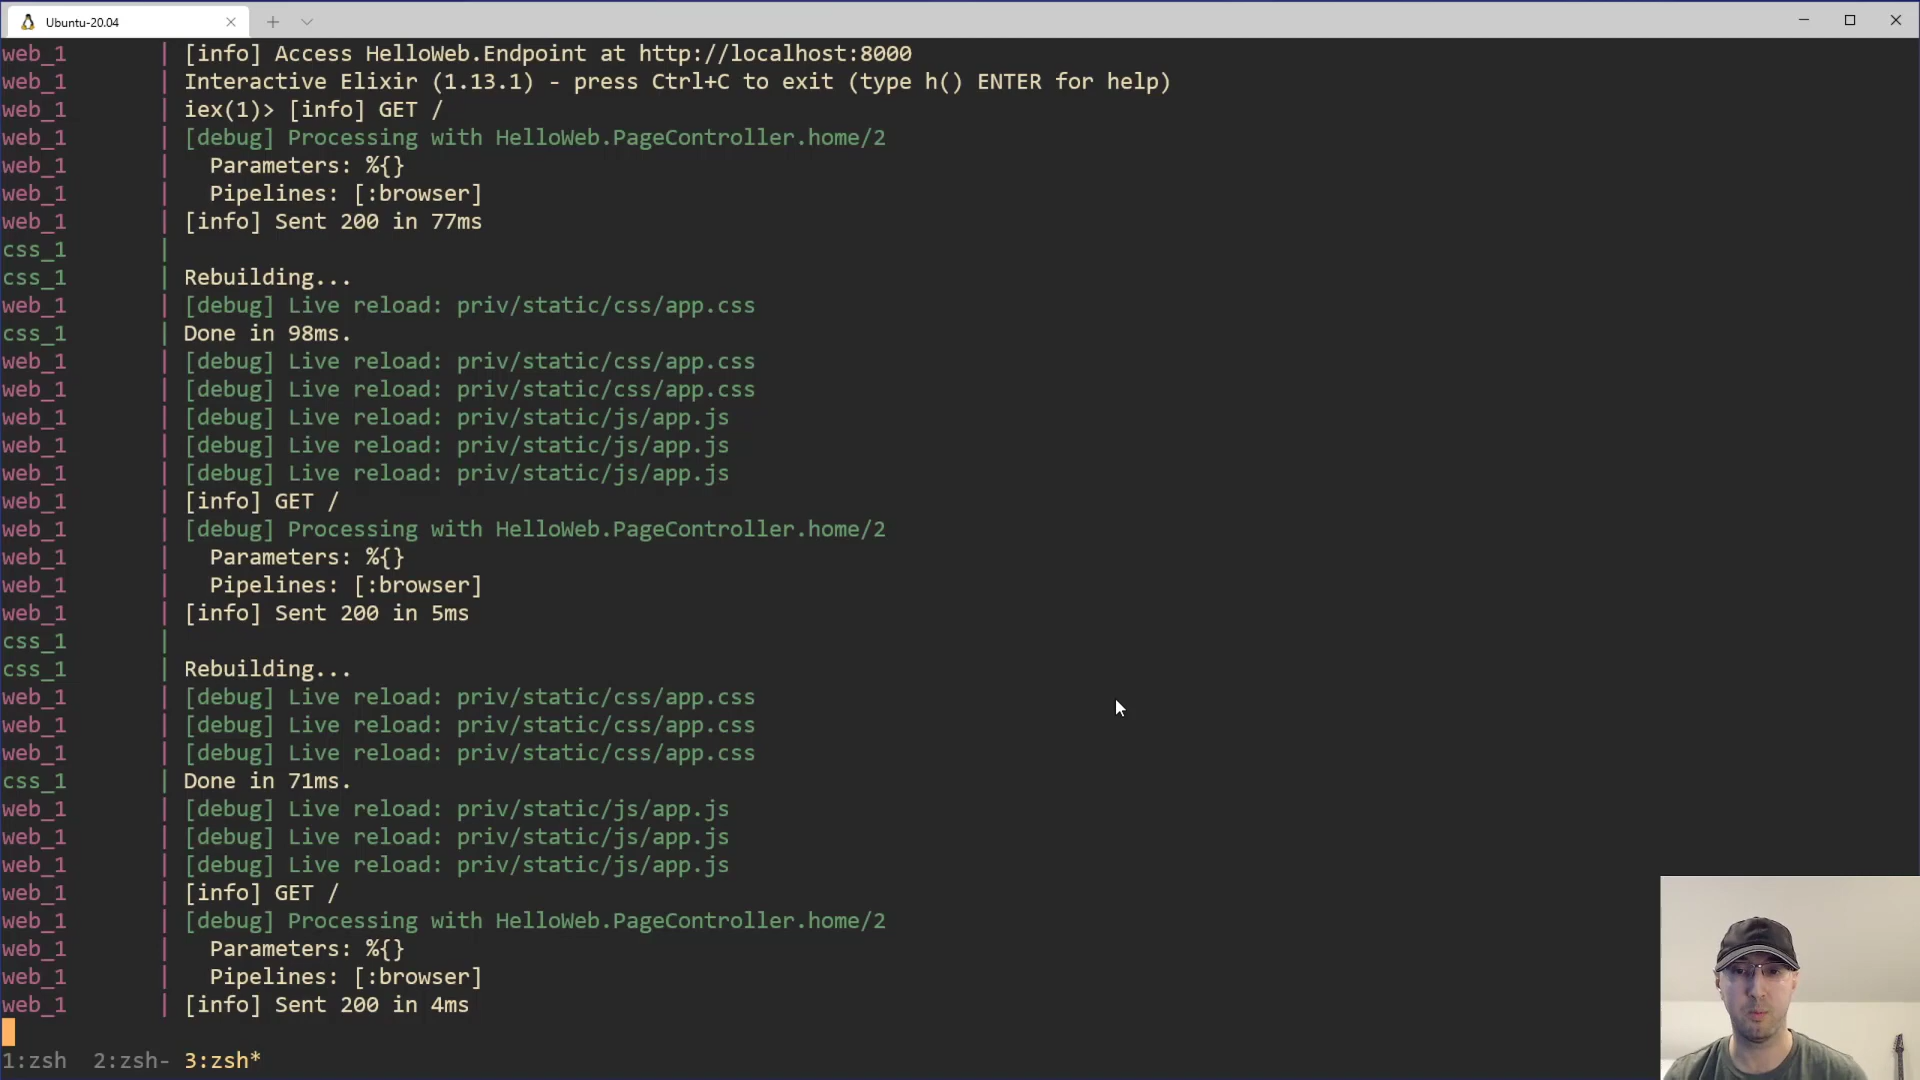 Ubuntu-20.04
web_1 | [info] Access HelloWeb.Endpoint at http://localhost:8000
web_1 | Interactive Elixir (1.13.1) - press Ctrl+C to exit (type h() ENTER for help)
web_1 | iex(1)> [info] GET /
web_1 | [debug] Processing with HelloWeb.PageController.home/2
web_1 |   Parameters: %{}
web_1 |   Pipelines: [:browser]
web_1 | [info] Sent 200 in 77ms
css_1 |
css_1 | Rebuilding...
web_1 | [debug] Live reload: priv/static/css/app.css
css_1 | Done in 98ms.
web_1 | [debug] Live reload: priv/static/css/app.css
web_1 | [debug] Live reload: priv/static/css/app.css
web_1 | [debug] Live reload: priv/static/js/app.js
web_1 | [debug] Live reload: priv/static/js/app.js
web_1 | [debug] Live reload: priv/static/js/app.js
web_1 | [info] GET /
web_1 | [debug] Processing with HelloWeb.PageController.home/2
web_1 |   Parameters: %{}
web_1 |   Pipelines: [:browser]
web_1 | [info] Sent 200 in 5ms
css_1 |
css_1 | Rebuilding...
web_1 | [debug] Live reload: priv/static/css/app.css
web_1 | [debug] Live reload: priv/static/css/app.css
web_1 | [debug] Live reload: priv/static/css/app.css
css_1 | Done in 71ms.
web_1 | [debug] Live reload: priv/static/js/app.js
web_1 | [debug] Live reload: priv/static/js/app.js
web_1 | [debug] Live reload: priv/static/js/app.js
web_1 | [info] GET /
web_1 | [debug] Processing with HelloWeb.PageController.home/2
web_1 |   Parameters: %{}
web_1 |   Pipelines: [:browser]
web_1 | [info] Sent 200 in 4ms
1:zsh  2:zsh- 3:zsh*